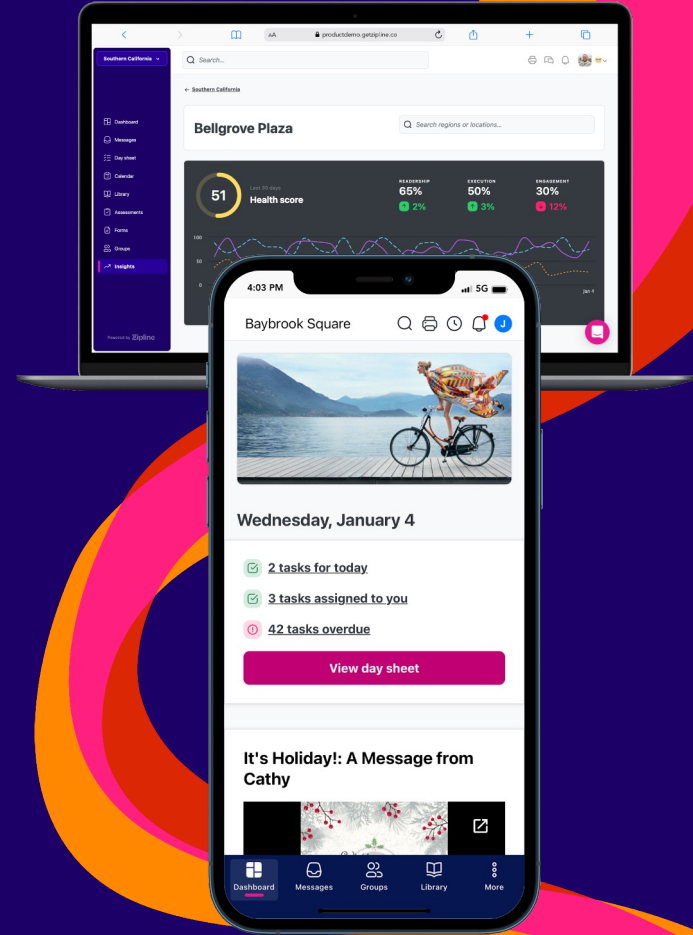 AA productdemo.getzipline.co
Southern California
Search...
Southern California
Dashboard
Messages
Day sheet
Calendar
Library
Assessments
Forms
Groups
Insights
Powered by Zipline
Bellgrove Plaza
Search regions or locations...
51
Last 30 days
Health score
READERSHIP
65%
2%
EXECUTION
50%
3%
ENGAGEMENT
30%
12%
100
50
0
Jan 4
4:03 PM
5G
Baybrook Square
J
Wednesday, January 4
2 tasks for today
3 tasks assigned to you
42 tasks overdue
View day sheet
It's Holiday!: A Message from
Cathy
Dashboard
Messages
Groups
Library
More